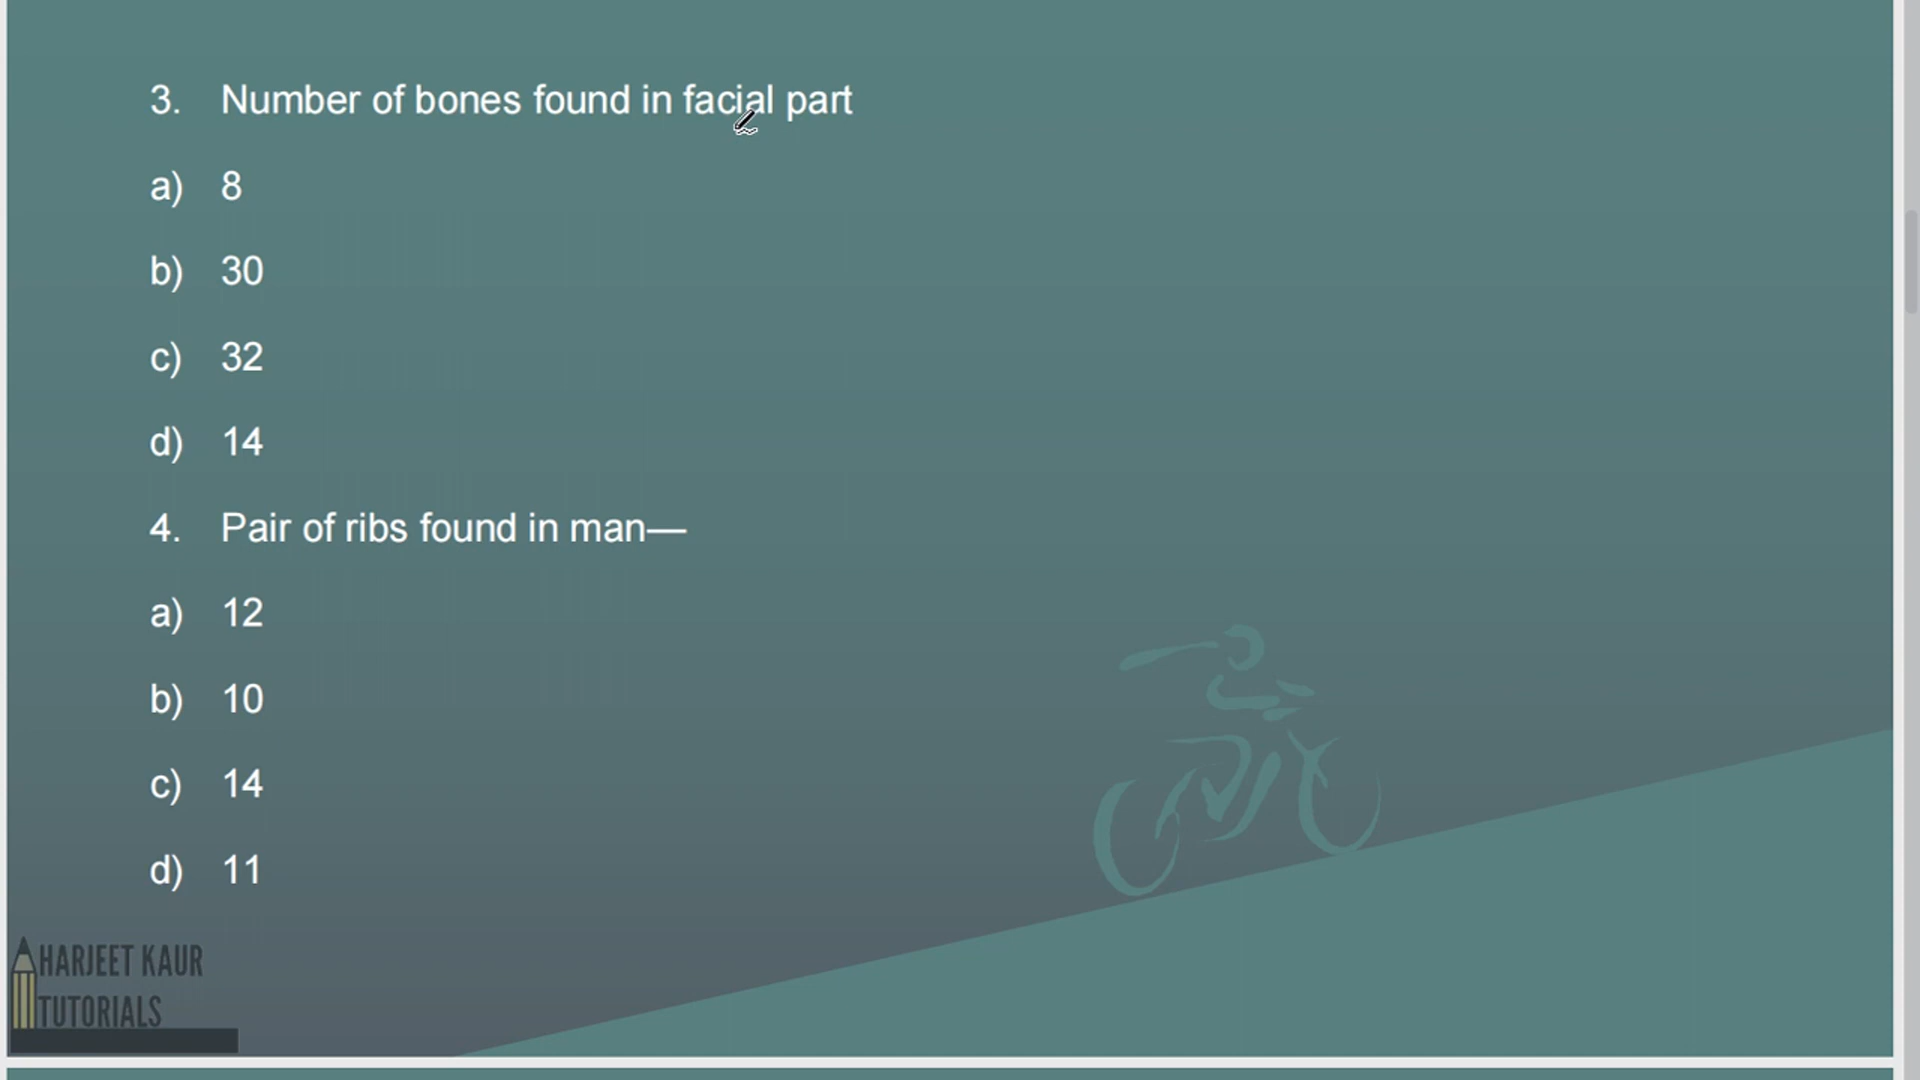 3. Number of bones found in facial part
a) 8
b) 30
c) 32
d) 14
4. Pair of ribs found in man—
a) 12
b) 10
c) 14
d) 11
HARJEET KAUR
TUTORIALS